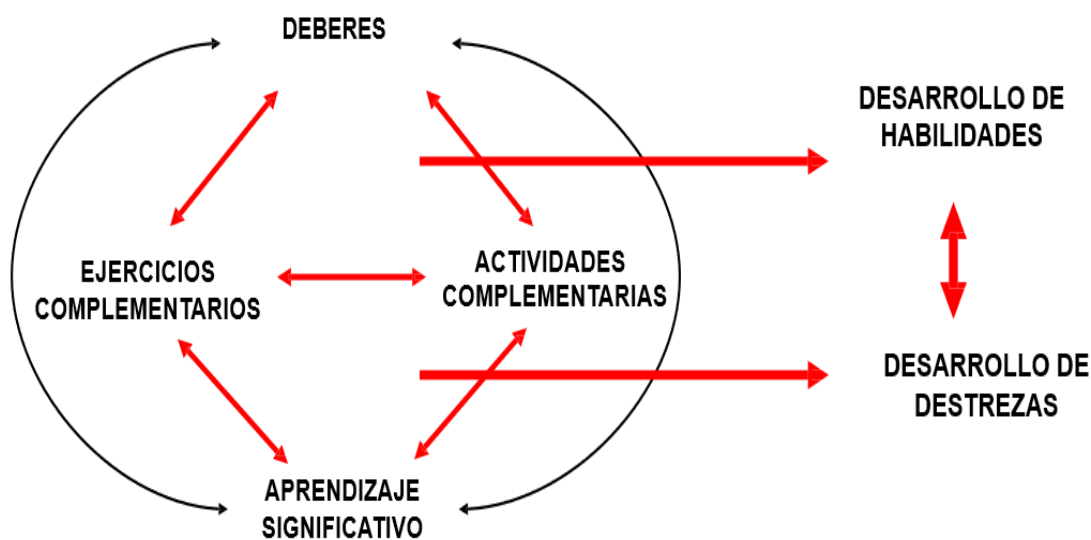 DEBERES
DESARROLLO DE
HABILIDADES
EJERCICIOS
COMPLEMENTARIOS
ACTIVIDADES
COMPLEMENTARIAS
DESARROLLO DE
DESTREZAS
APRENDIZAJE
SIGNIFICATIVO